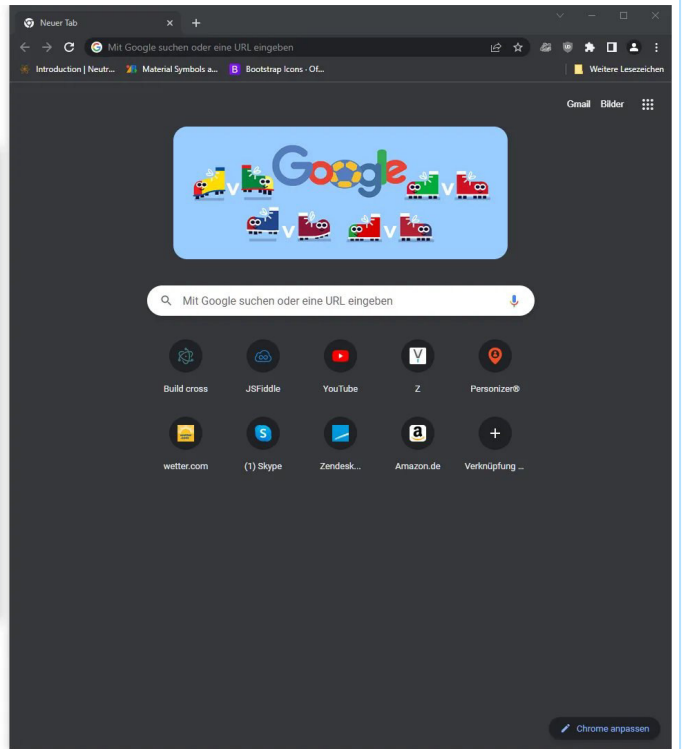 Neuer Tab
Mit Google suchen oder eine URL eingeben
Introduction | Neutr... Material Symbols a... B Bootstrap Icons · Of... Weitere Lesezeichen
Gmail Bilder
Google
V V
V V
Mit Google suchen oder eine URL eingeben
Build cross JSFiddle YouTube Z Personizer®
wetter.com (1) Skype Zendesk... Amazon.de Verknüpfung ...
Chrome anpassen